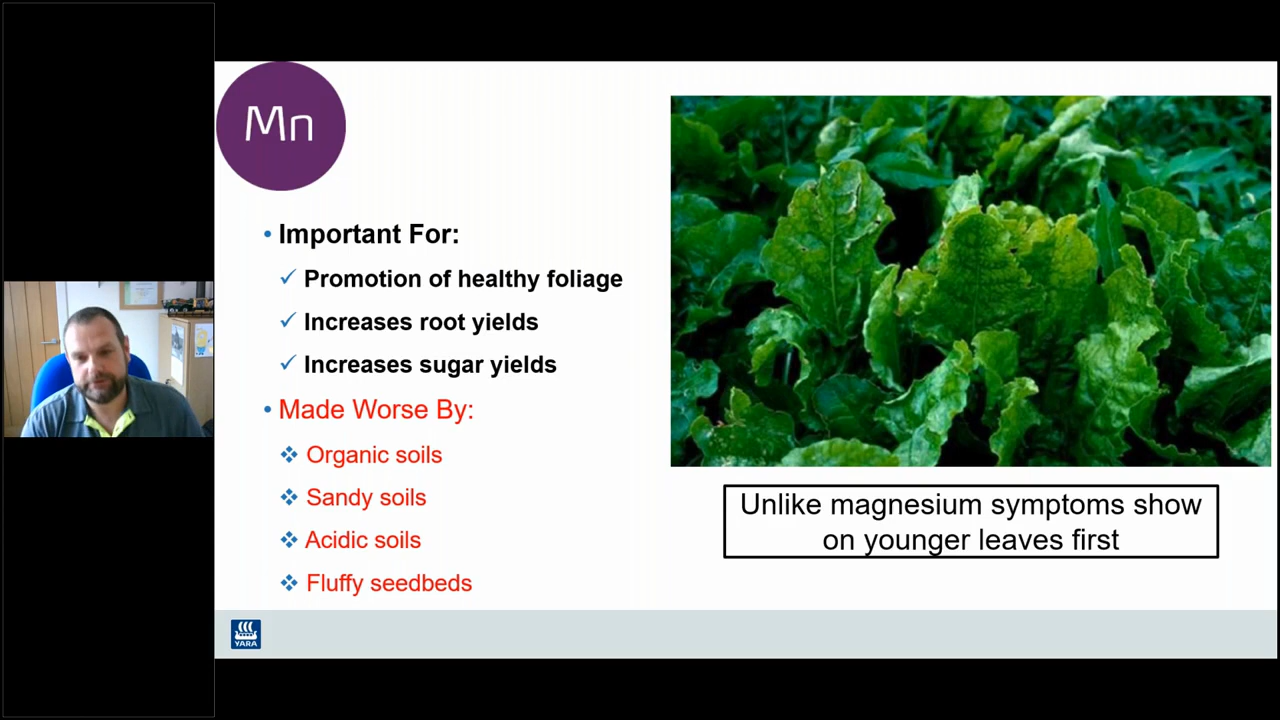 Mn
Important For:
Promotion of healthy foliage
Increases root yields
Increases sugar yields
Made Worse By:
Organic soils
Sandy soils
Acidic soils
Fluffy seedbeds
Unlike magnesium symptoms show
on younger leaves first
YARA